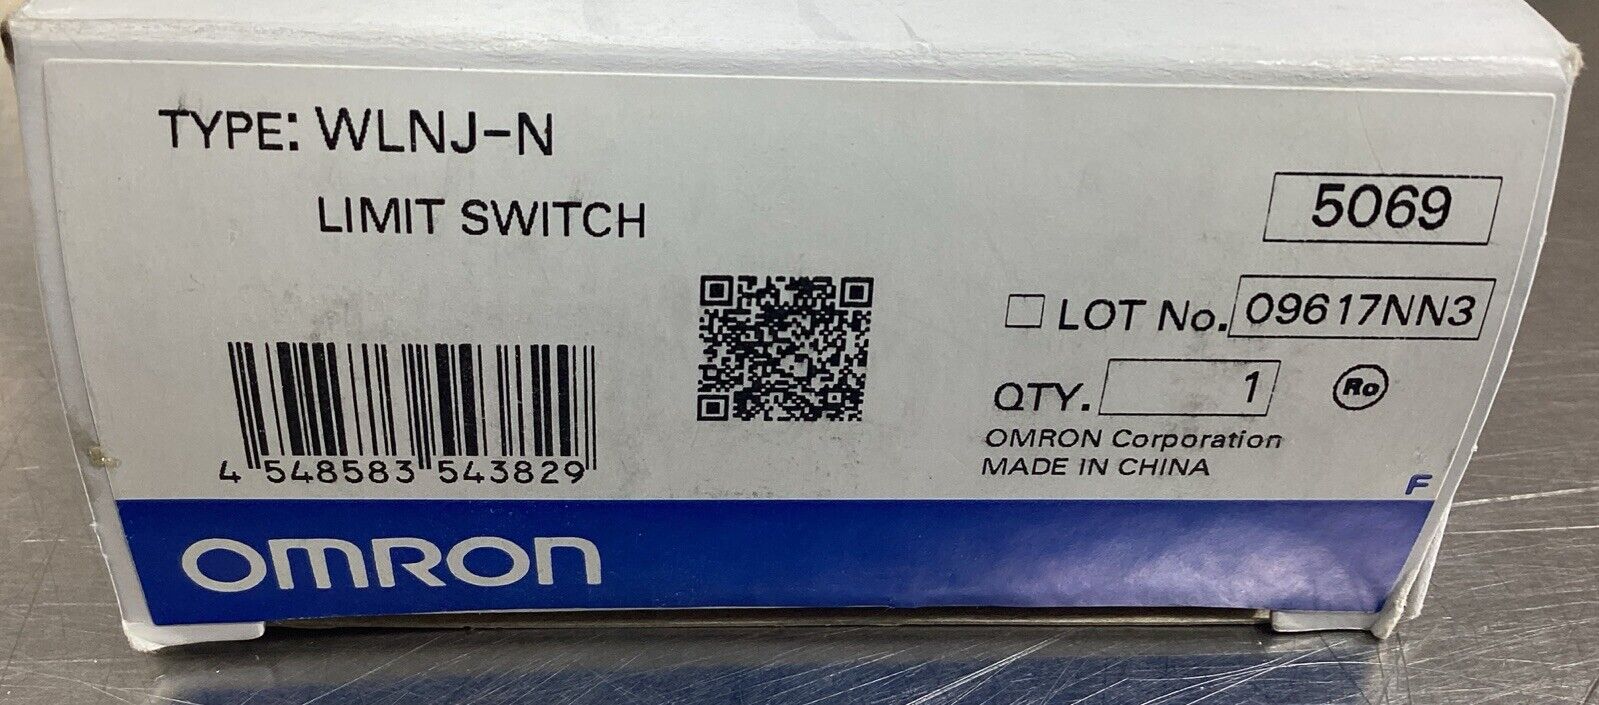 TYPE: WLNJ-N
LIMIT SWITCH
5069
LOT No. 09617NN3
QTY. 1
Ro
OMRON Corporation
MADE IN CHINA
4 548583 543829
F
OMRON